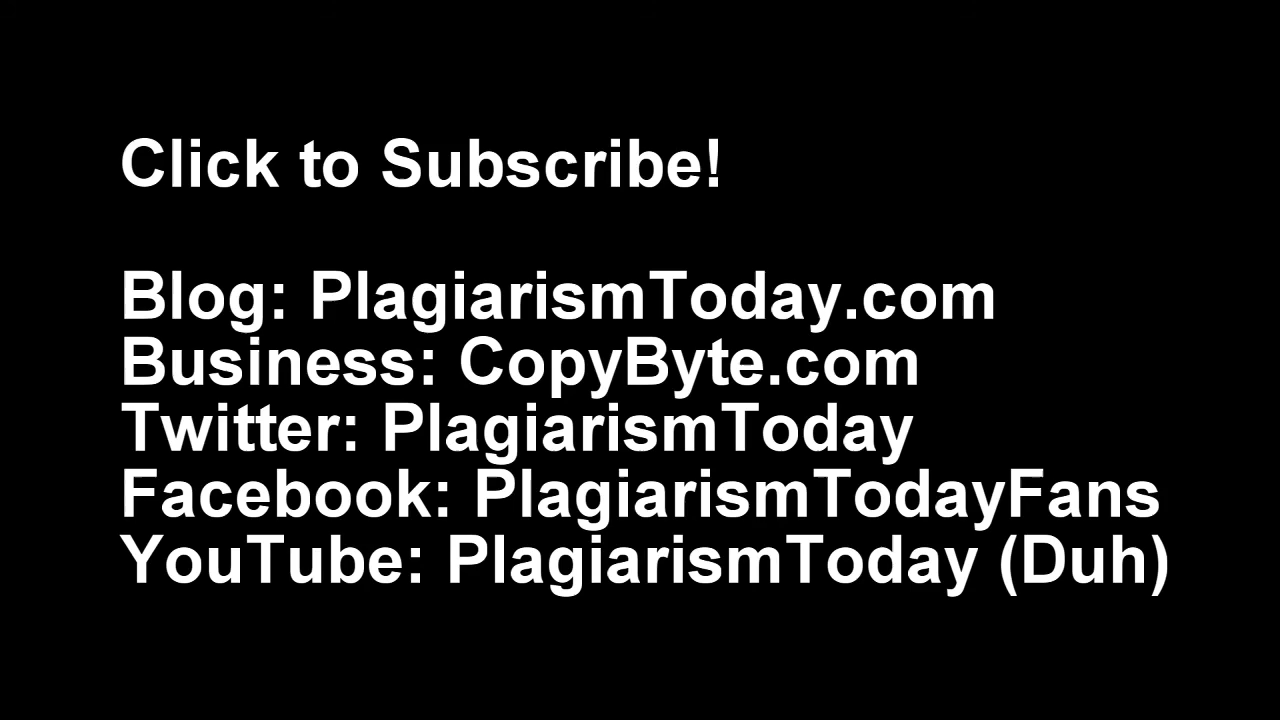 Click to Subscribe!
Blog: PlagiarismToday.com
Business: CopyByte.com
Twitter: PlagiarismToday
Facebook: PlagiarismTodayFans
YouTube: PlagiarismToday (Duh)